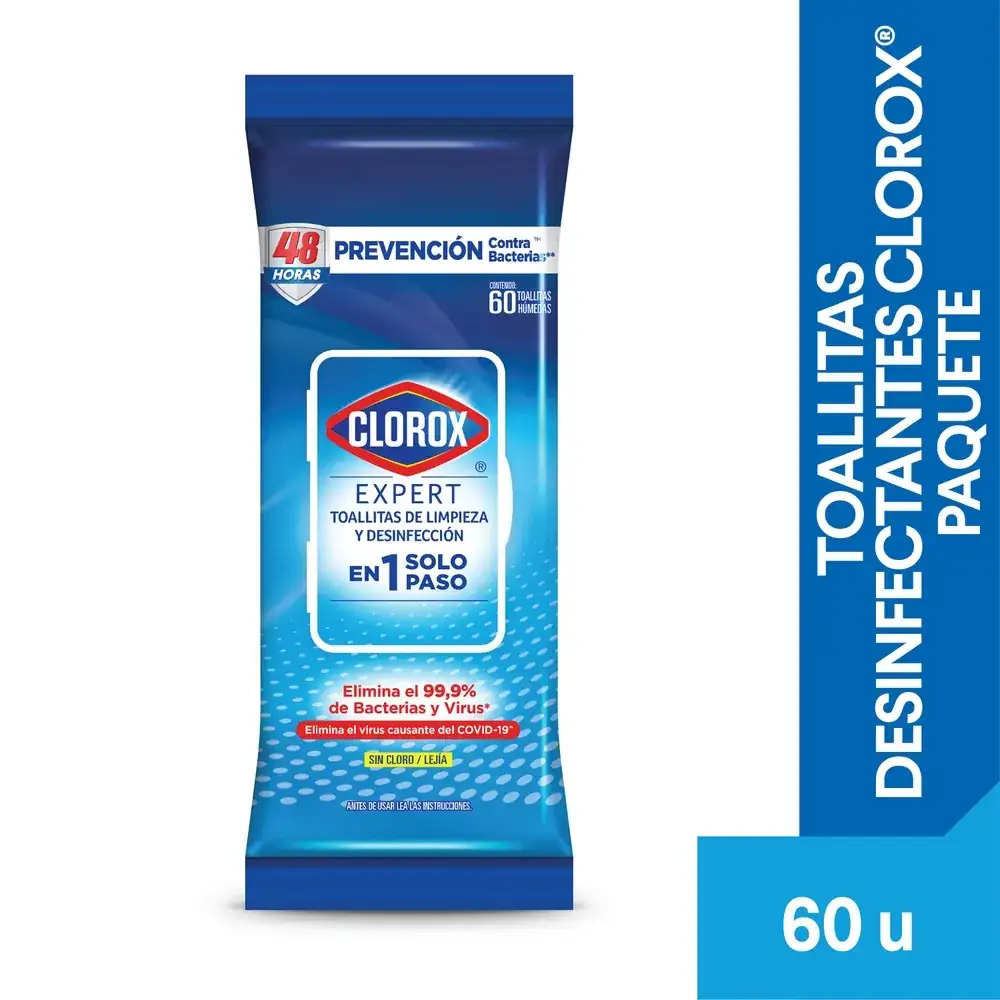 48
HORAS
PREVENCIÓN
Contra ™
Bacterias**
CONTENIDO:
60 TOALLITAS
HÚMEDAS
CLOROX
®
EXPERT
TOALLITAS DE LIMPIEZA
Y DESINFECCIÓN
EN 1 SOLO
PASO
Elimina el 99,9%
de Bacterias y Virus*
Elimina el virus causante del COVID-19^
SIN CLORO / LEJÍA
ANTES DE USAR LEA LAS INSTRUCCIONES.
TOALLITAS
DESINFECTANTES CLOROX®
PAQUETE
60 u